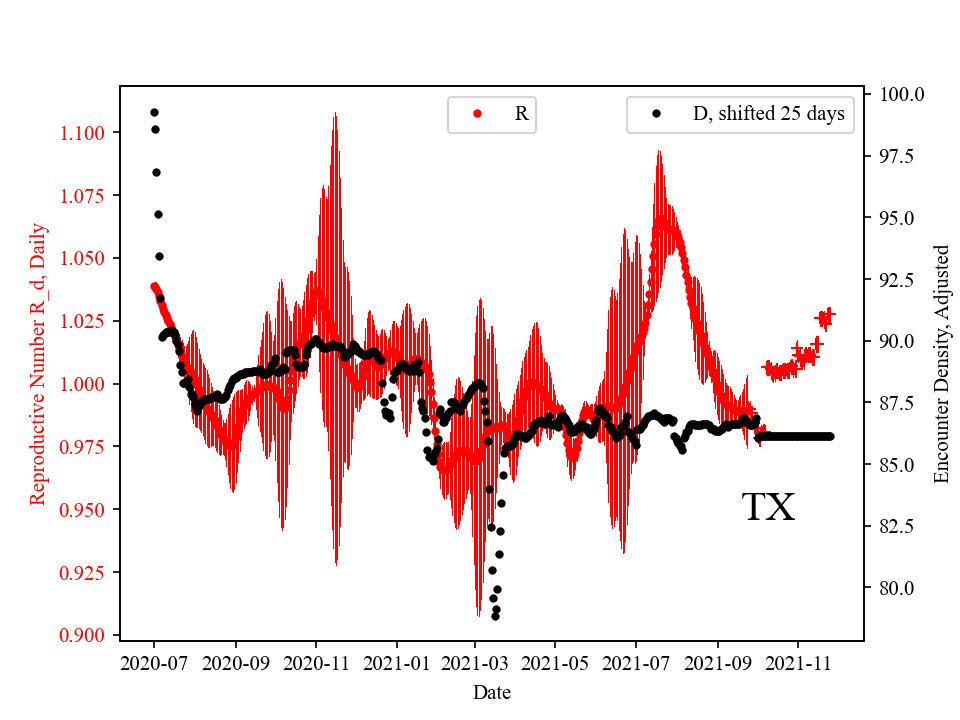 R
D, shifted 25 days
1.100
1.075
1.050
1.025
1.000
0.975
0.950
0.925
0.900
Reproductive Number R_d, Daily
100.0
97.5
95.0
92.5
90.0
87.5
85.0
82.5
80.0
Encounter Density, Adjusted
TX
2020-07 2020-09 2020-11 2021-01 2021-03 2021-05 2021-07 2021-09 2021-11
Date